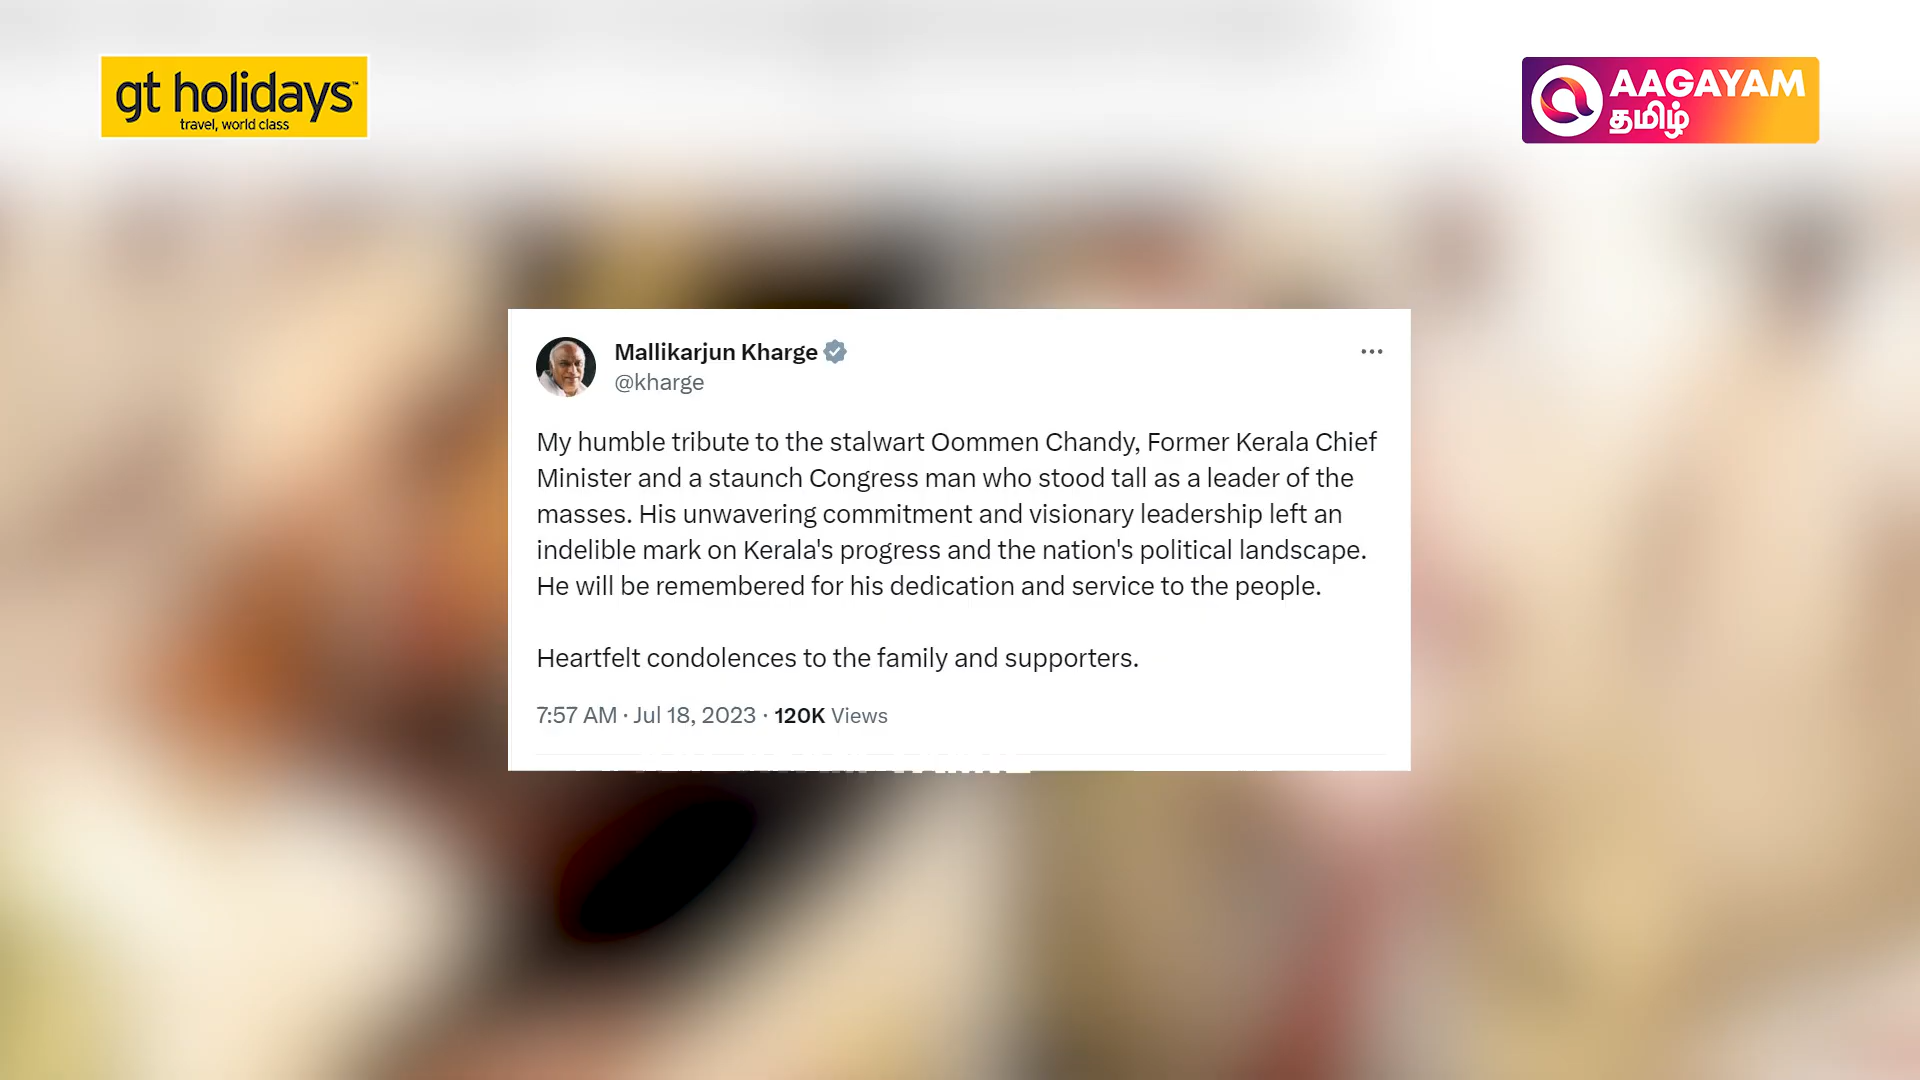 gt holidays™
travel, world class
AAGAYAM
தமிழ்
Mallikarjun Kharge
@kharge
My humble tribute to the stalwart Oommen Chandy, Former Kerala Chief
Minister and a staunch Congress man who stood tall as a leader of the
masses. His unwavering commitment and visionary leadership left an
indelible mark on Kerala's progress and the nation's political landscape.
He will be remembered for his dedication and service to the people.
Heartfelt condolences to the family and supporters.
7:57 AM · Jul 18, 2023 · 120K Views